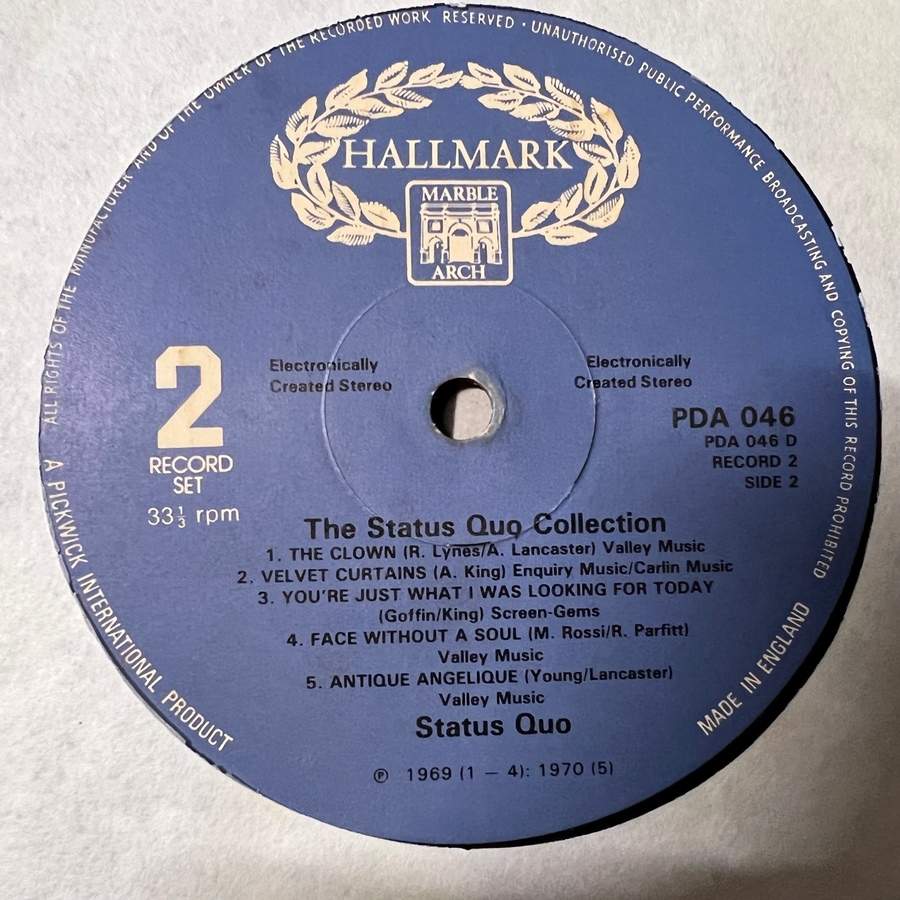 ALL RIGHTS OF THE MANUFACTURER AND OF THE OWNER OF THE RECORDED WORK RESERVED · UNAUTHORISED PUBLIC PERFORMANCE BROADCASTING AND COPYING OF THIS RECORD PROHIBITED
HALLMARK
MARBLE
ARCH
2
RECORD
SET
33⅓ rpm
Electronically
Created Stereo
Electronically
Created Stereo
PDA 046
PDA 046 D
RECORD 2
SIDE 2
The Status Quo Collection
1. THE CLOWN (R. Lynes/A. Lancaster) Valley Music
2. VELVET CURTAINS (A. King) Enquiry Music/Carlin Music
3. YOU'RE JUST WHAT I WAS LOOKING FOR TODAY
(Goffin/King) Screen-Gems
4. FACE WITHOUT A SOUL (M. Rossi/R. Parfitt)
Valley Music
5. ANTIQUE ANGELIQUE (Young/Lancaster)
Valley Music
Status Quo
℗ 1969 (1 – 4): 1970 (5)
A PICKWICK INTERNATIONAL PRODUCT
MADE IN ENGLAND